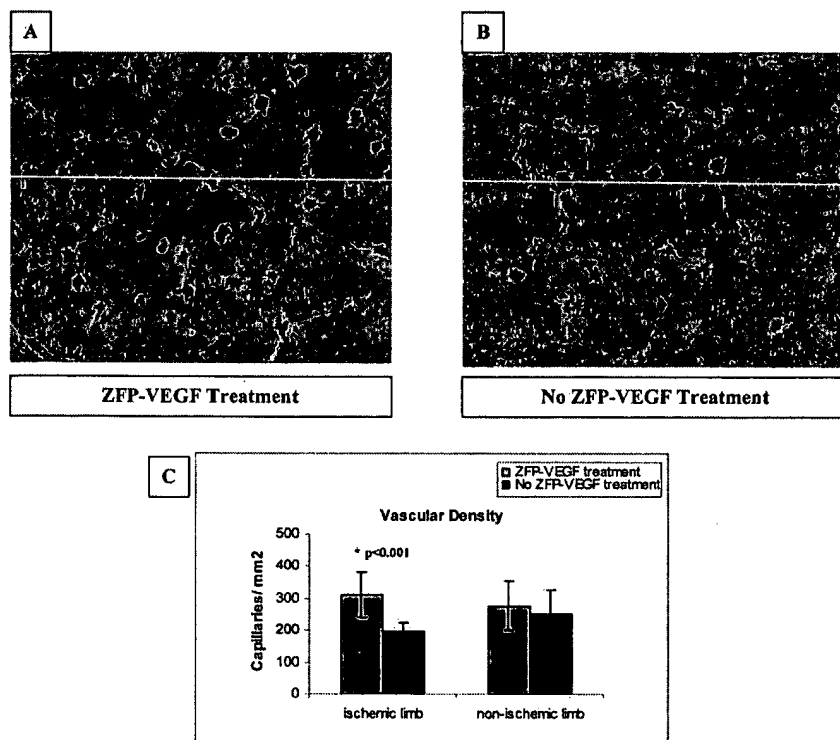 A
B
ZFP-VEGF Treatment
No ZFP-VEGF Treatment
C
ZFP-VEGF treatment
No ZFP-VEGF treatment
Vascular Density
Capillaries/ mm2
500
400
300
200
100
0
* p<0.001
ischemic limb
non-ischemic limb